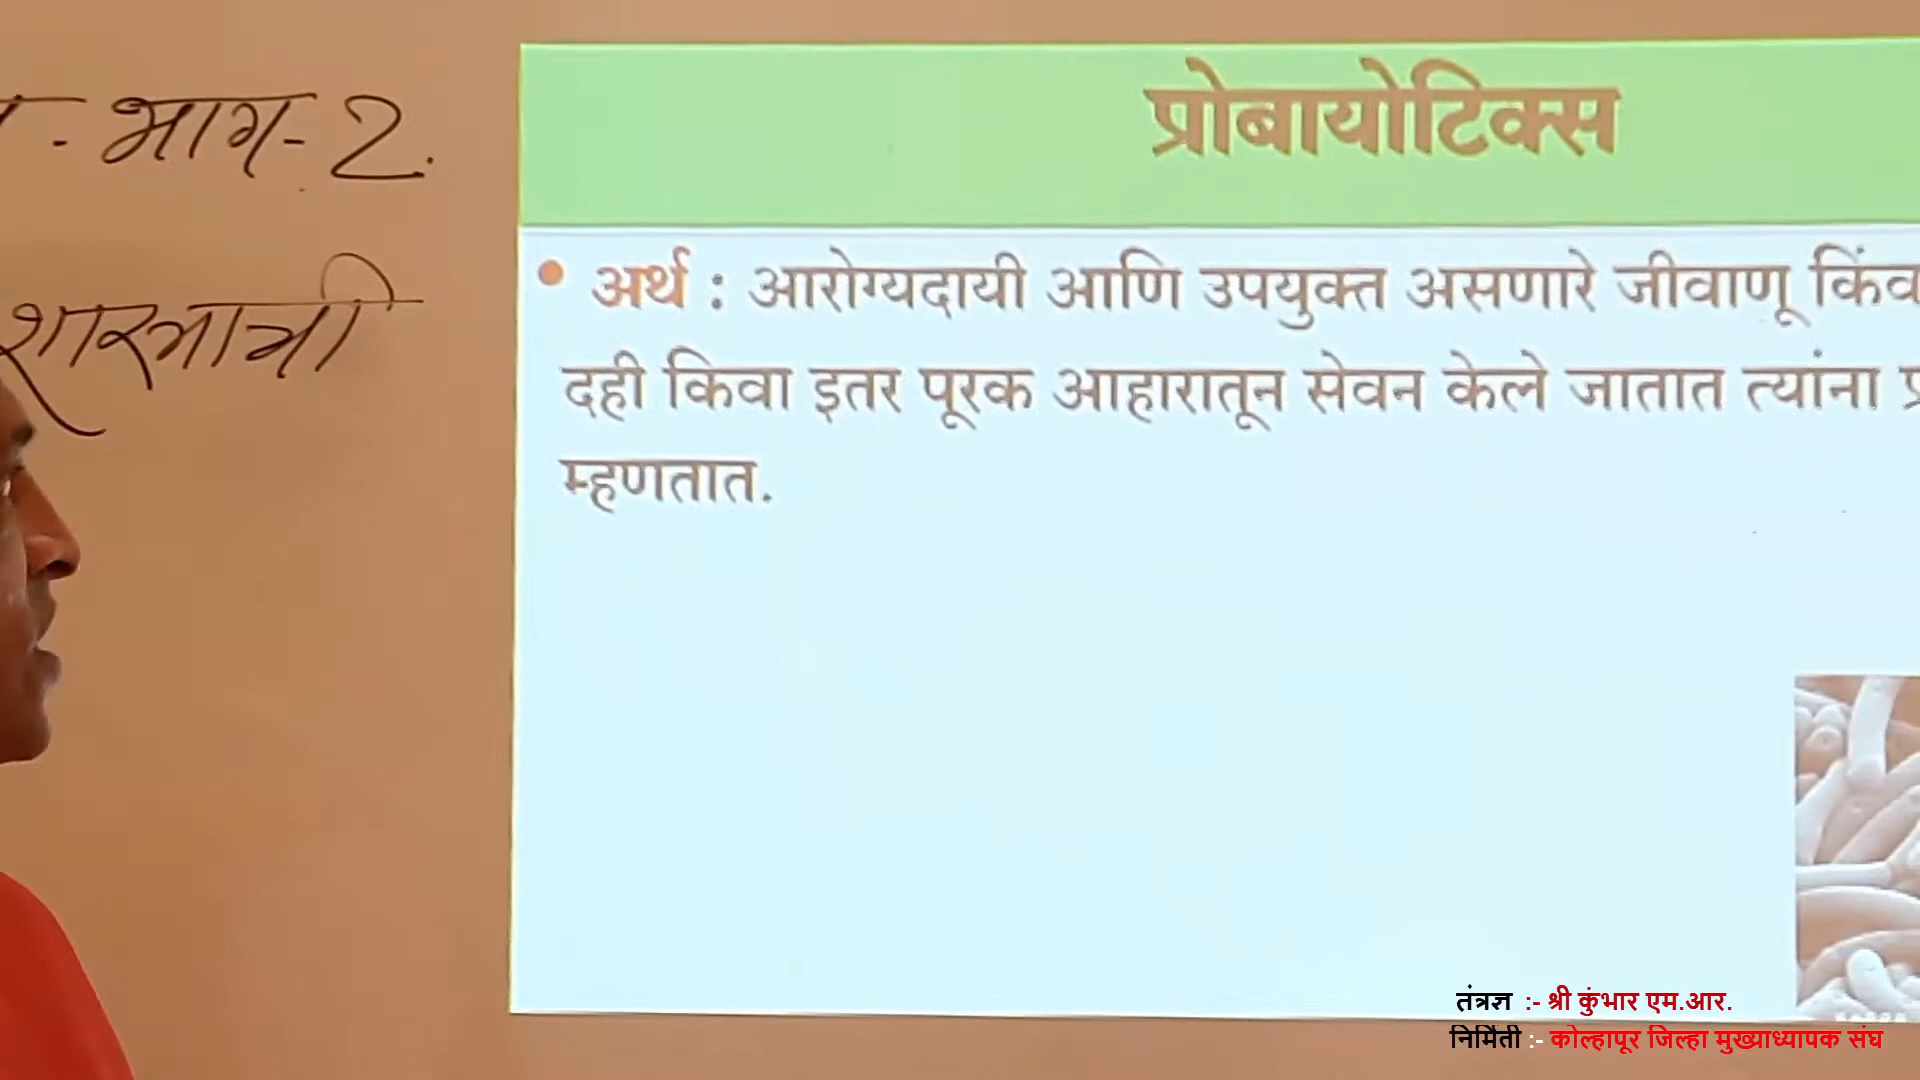 - भाग - 2.
प्रोबायोटिक्स
• अर्थ : आरोग्यदायी आणि उपयुक्त असणारे जीवाणू
दही किवा इतर पूरक आहारातून सेवन केले जातात त्यांना
म्हणतात.
तंत्रज्ञ :- श्री कुंभार एम.आर.
निर्मिती :- कोल्हापूर जिल्हा मुख्याध्यापक संघ